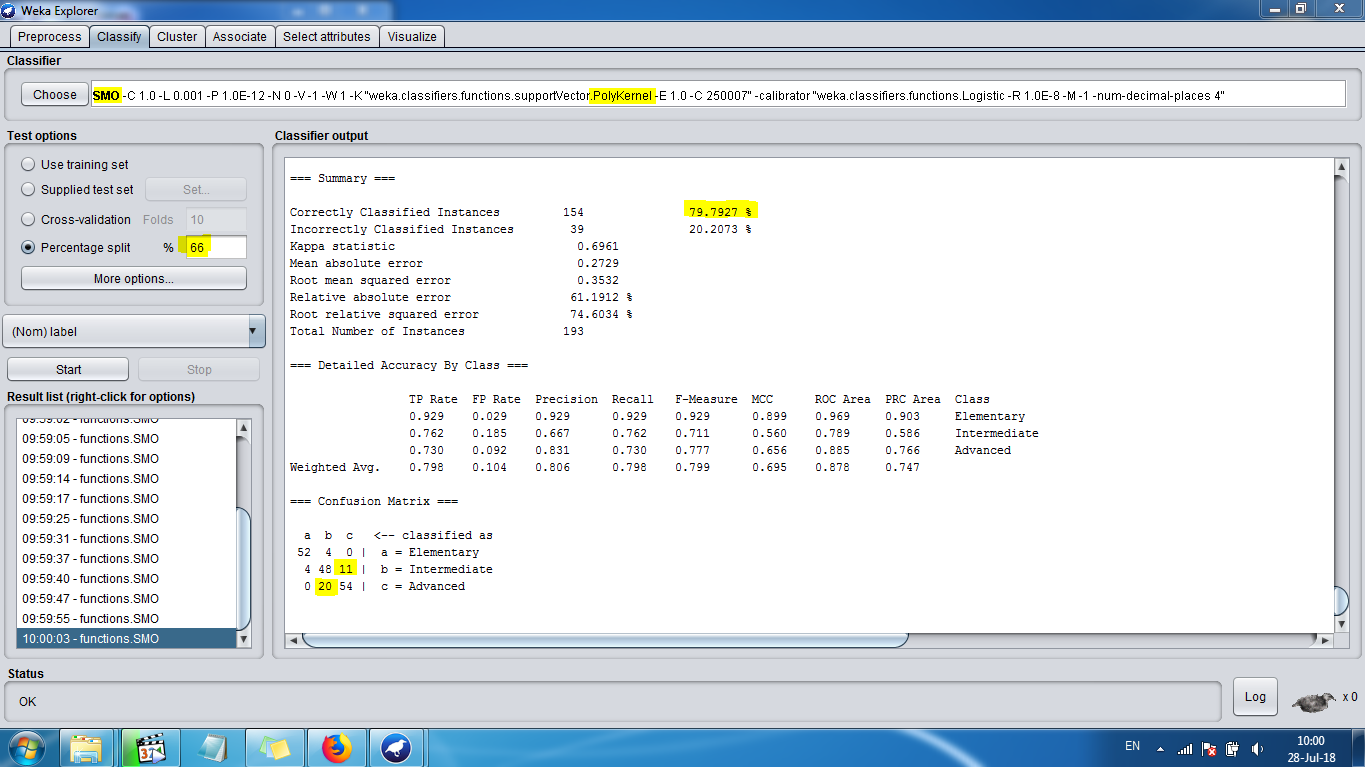 Weka Explorer
Preprocess Classify Cluster Associate Select attributes Visualize
Classifier
Choose SMO -C 1.0 -L 0.001 -P 1.0E-12 -N 0 -V -1 -W 1 -K "weka.classifiers.functions.supportVector.PolyKernel -E 1.0 -C 250007" -calibrator "weka.classifiers.functions.Logistic -R 1.0E-8 -M -1 -num-decimal-places 4"
Test options
Use training set
Supplied test set Set...
Cross-validation Folds 10
Percentage split % 66
More options...
(Nom) label
Start Stop
Result list (right-click for options)
09:59:02 - functions.SMO
09:59:05 - functions.SMO
09:59:09 - functions.SMO
09:59:14 - functions.SMO
09:59:17 - functions.SMO
09:59:25 - functions.SMO
09:59:31 - functions.SMO
09:59:37 - functions.SMO
09:59:40 - functions.SMO
09:59:47 - functions.SMO
09:59:55 - functions.SMO
10:00:03 - functions.SMO
Classifier output
=== Summary ===
Correctly Classified Instances 154 79.7927 %
Incorrectly Classified Instances 39 20.2073 %
Kappa statistic 0.6961
Mean absolute error 0.2729
Root mean squared error 0.3532
Relative absolute error 61.1912 %
Root relative squared error 74.6034 %
Total Number of Instances 193
=== Detailed Accuracy By Class ===
TP Rate FP Rate Precision Recall F-Measure MCC ROC Area PRC Area Class
0.929 0.029 0.929 0.929 0.929 0.899 0.969 0.903 Elementary
0.762 0.185 0.667 0.762 0.711 0.560 0.789 0.586 Intermediate
0.730 0.092 0.831 0.730 0.777 0.656 0.885 0.766 Advanced
Weighted Avg. 0.798 0.104 0.806 0.798 0.799 0.695 0.878 0.747
=== Confusion Matrix ===
a b c <-- classified as
52 4 0 | a = Elementary
4 48 11 | b = Intermediate
0 20 54 | c = Advanced
Status
OK
Log
x 0
37
EN
10:00
28-Jul-18